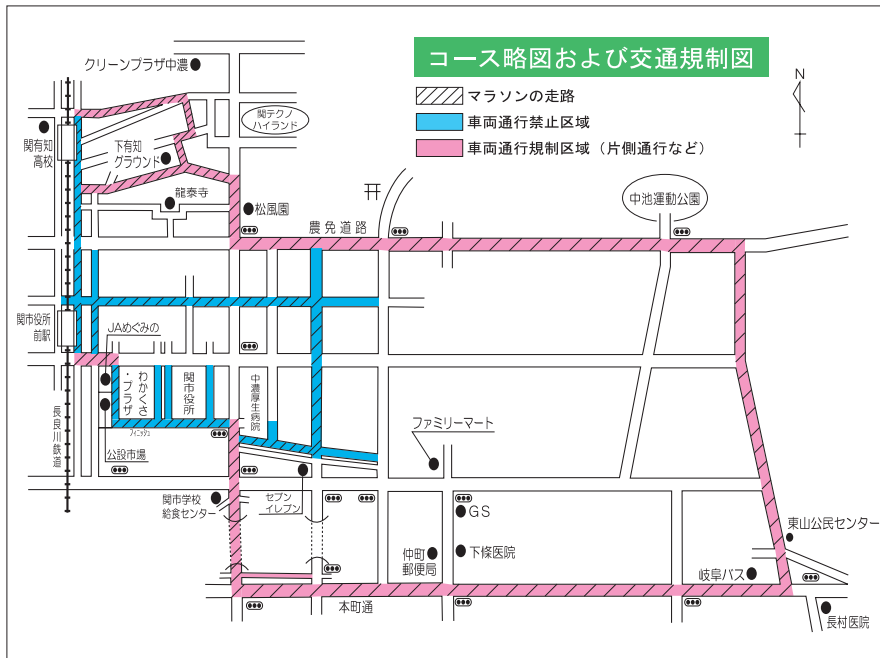 コース略図および交通規制図
マラソンの走路
車両通行禁止区域
車両通行規制区域（片側通行など）
N
クリーンプラザ中濃
関テクノ
ハイランド
関有知
高校
下有知
グラウンド
龍泰寺
松風園
農免道路
中池運動公園
関市役所
前駅
JAめぐみの
わかくさ
・プラザ
関市役所
中濃厚生病院
フィニッシュ
長良川鉄道
公設市場
ファミリーマート
関市学校
給食センター
セブン
イレブン
GS
仲町
郵便局
下條医院
東山公民センター
岐阜バス
本町通
長村医院